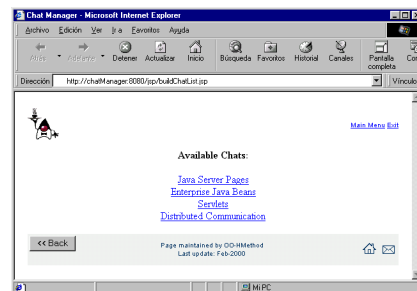 Chat Manager - Microsoft Internet Explorer
Archivo Edición Ver Ir a Favoritos Ayuda
Atrás Adelante Detener Actualizar Inicio Búsqueda Favoritos Historial Canales Pantalla completa
Dirección http://chatManager:8080/jsp/buildChatList.jsp Vínculo
Main Menu Exit
Available Chats:
Java Server Pages
Enterprise Java Beans
Servlets
Distributed Communication
<< Back
Page maintained by OO-HMethod
Last update: Feb-2000
Mi PC